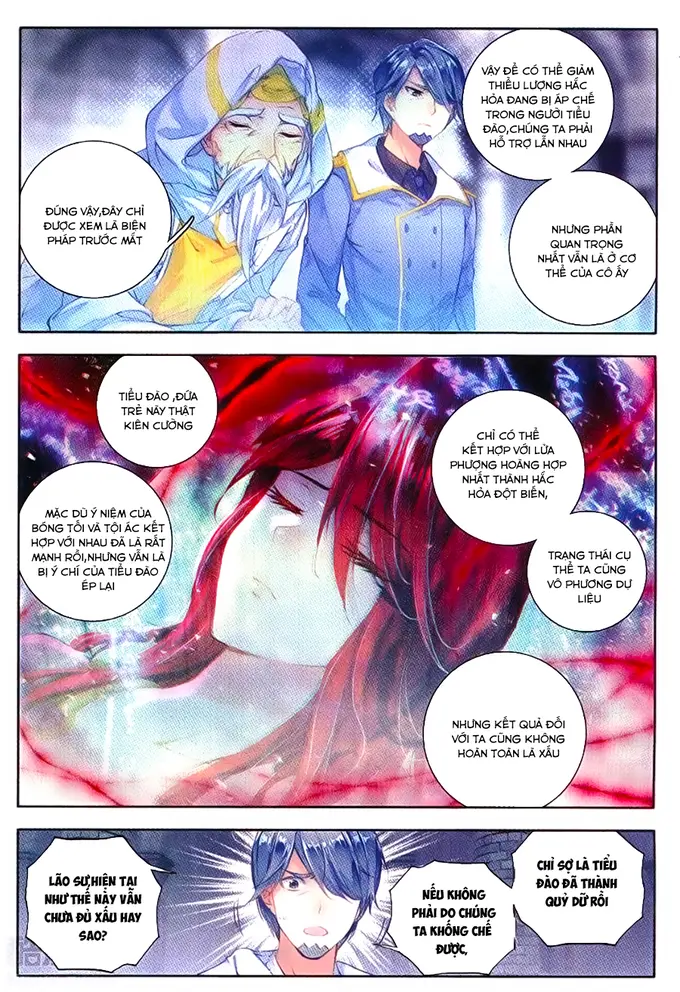 VẬY ĐỂ CÓ THỂ GIẢM
THIỂU LƯỢNG HẮC
HỎA ĐANG BỊ ÁP CHẾ
TRONG NGƯỜI TIỂU
ĐÀO,CHÚNG TA PHẢI
HỖ TRỢ LẪN NHAU
ĐÚNG VẬY,ĐÂY CHỈ
ĐƯỢC XEM LÀ BIỆN
PHÁP TRƯỚC MẮT
NHƯNG PHẦN
QUAN TRỌNG
NHẤT VẪN LÀ Ở CƠ
THỂ CỦA CÔ ẤY
TIỂU ĐÀO ,ĐỨA
TRẺ NÀY THẬT
KIÊN CƯỜNG
CHỈ CÓ THỂ
KẾT HỢP VỚI LỬA
PHƯỢNG HOÀNG HỢP
NHẤT THÀNH HẮC
HỎA ĐỘT BIẾN,
MẶC DÙ Ý NIỆM CỦA
BÓNG TỐI VÀ TỘI ÁC KẾT
HỢP VỚI NHAU ĐÃ LÀ RẤT
MẠNH RỒI,NHƯNG VẪN LÀ
BỊ Ý CHÍ CỦA TIỂU ĐÀO
ÉP LẠI
TRẠNG THÁI CỤ
THỂ TA CŨNG
VÔ PHƯƠNG DỰ
LIỆU
NHƯNG KẾT QUẢ ĐỐI
VỚI TA CŨNG KHÔNG
HOÀN TOÀN LÀ XẤU
LÃO SƯ,HIỆN TẠI
NHƯ THẾ NÀY VẪN
CHƯA ĐỦ XẤU HAY
SAO?
NẾU KHÔNG
PHẢI DO CHÚNG
TA KHỐNG CHẾ
ĐƯỢC,
CHỈ SỢ LÀ TIỂU
ĐÀO ĐÃ THÀNH
QUỶ DỮ RỒI